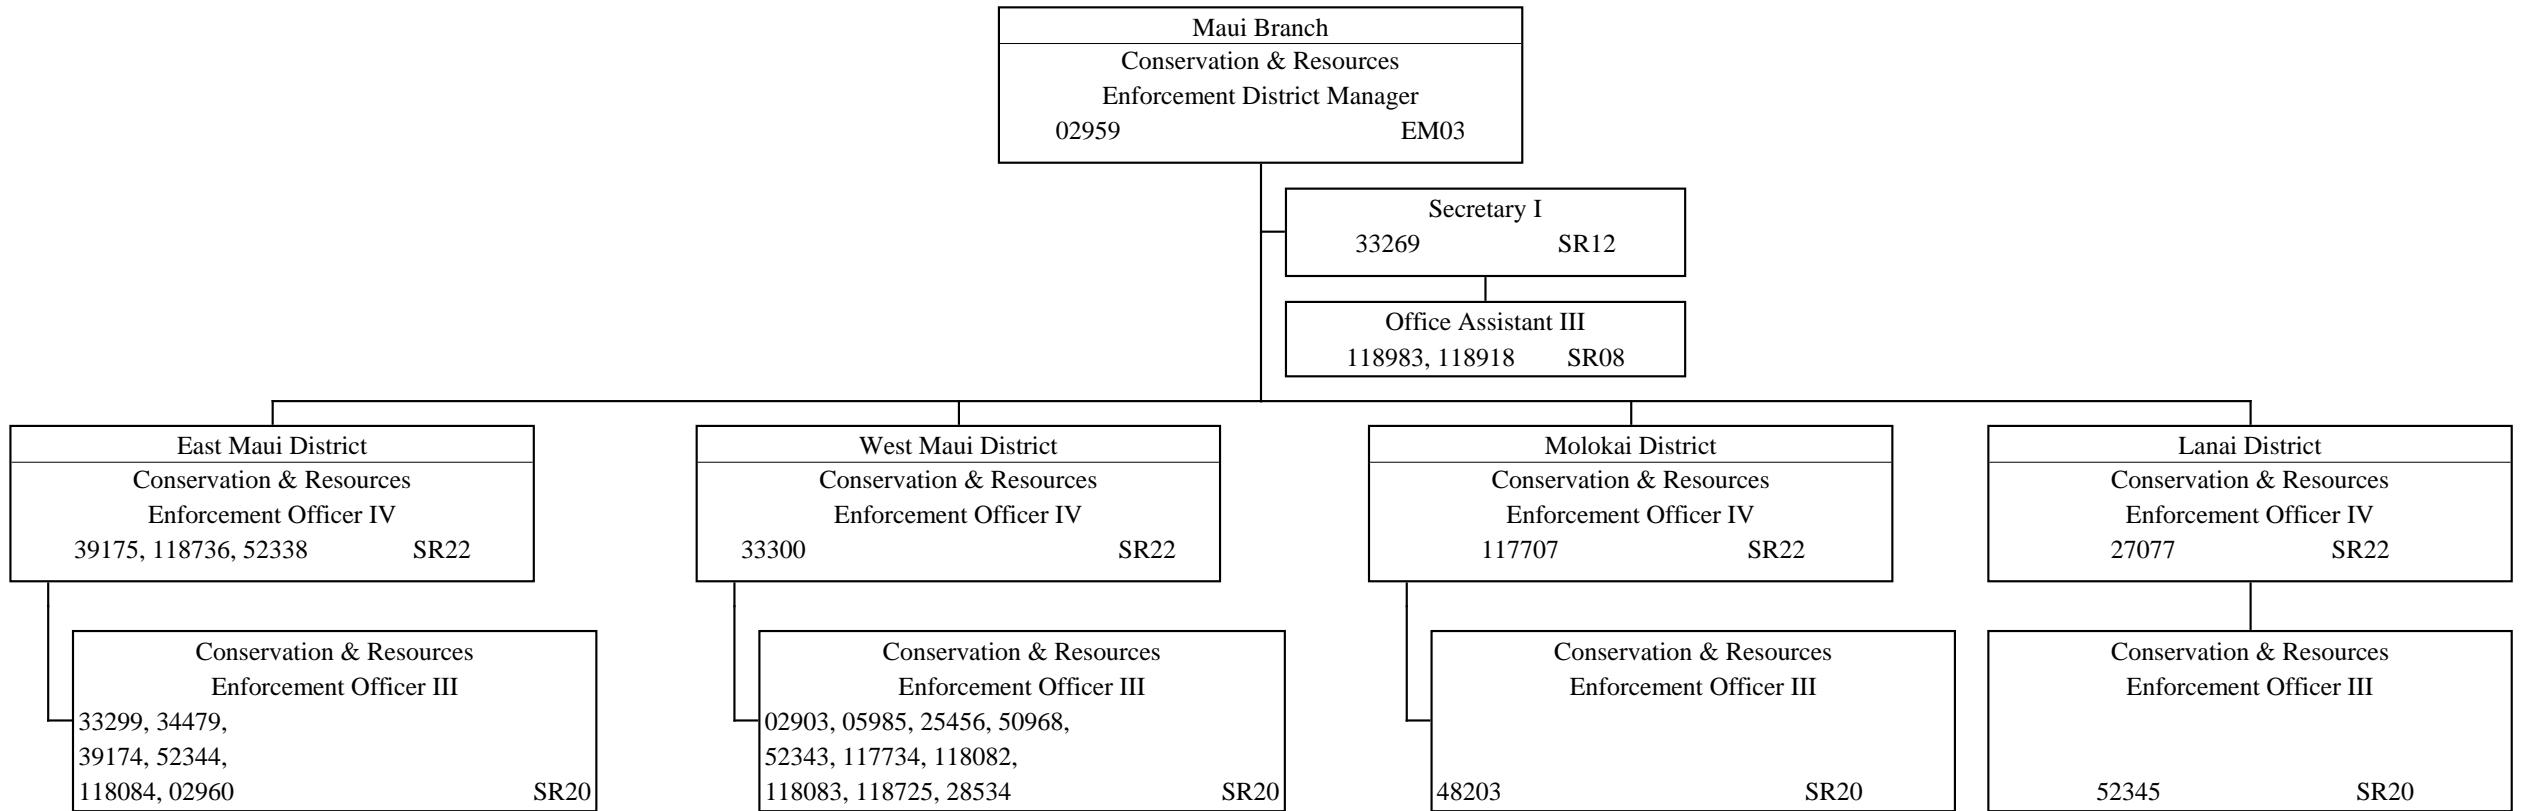 Maui Branch
Conservation & Resources
Enforcement District Manager
02959 EM03
Secretary I
33269 SR12
Office Assistant III
118983, 118918 SR08
East Maui District
Conservation & Resources
Enforcement Officer IV
39175, 118736, 52338 SR22
West Maui District
Conservation & Resources
Enforcement Officer IV
33300 SR22
Molokai District
Conservation & Resources
Enforcement Officer IV
117707 SR22
Lanai District
Conservation & Resources
Enforcement Officer IV
27077 SR22
Conservation & Resources
Enforcement Officer III
33299, 34479,
39174, 52344,
118084, 02960 SR20
Conservation & Resources
Enforcement Officer III
02903, 05985, 25456, 50968,
52343, 117734, 118082,
118083, 118725, 28534 SR20
Conservation & Resources
Enforcement Officer III
48203 SR20
Conservation & Resources
Enforcement Officer III
52345 SR20